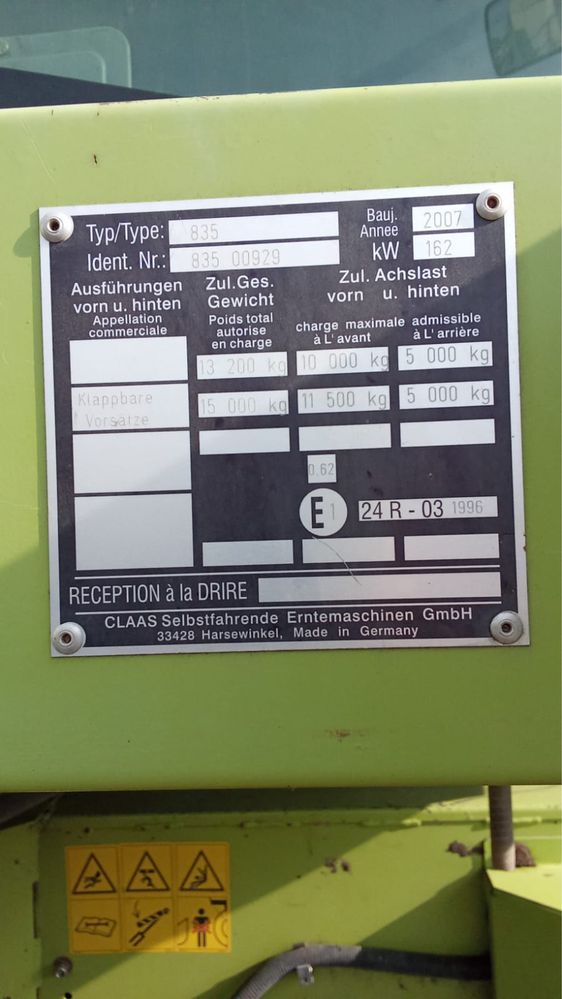 Typ/Type: 835
Bauj. Annee 2007
Ident. Nr.: 835 00929
kW 162
Ausführungen vorn u. hinten
Appellation commerciale
Zul.Ges. Gewicht
Poids total autorise en charge
Zul. Achslast vorn u. hinten
charge maximale admissible
à L' avant à L' arrière
13 200 kg 10 000 kg 5 000 kg
Klappbare Vorsätze 15 000 kg 11 500 kg 5 000 kg
0.62
E 1 24 R - 03 1996
RECEPTION à la DRIRE
CLAAS Selbstfahrende Erntemaschinen GmbH
33428 Harsewinkel, Made in Germany